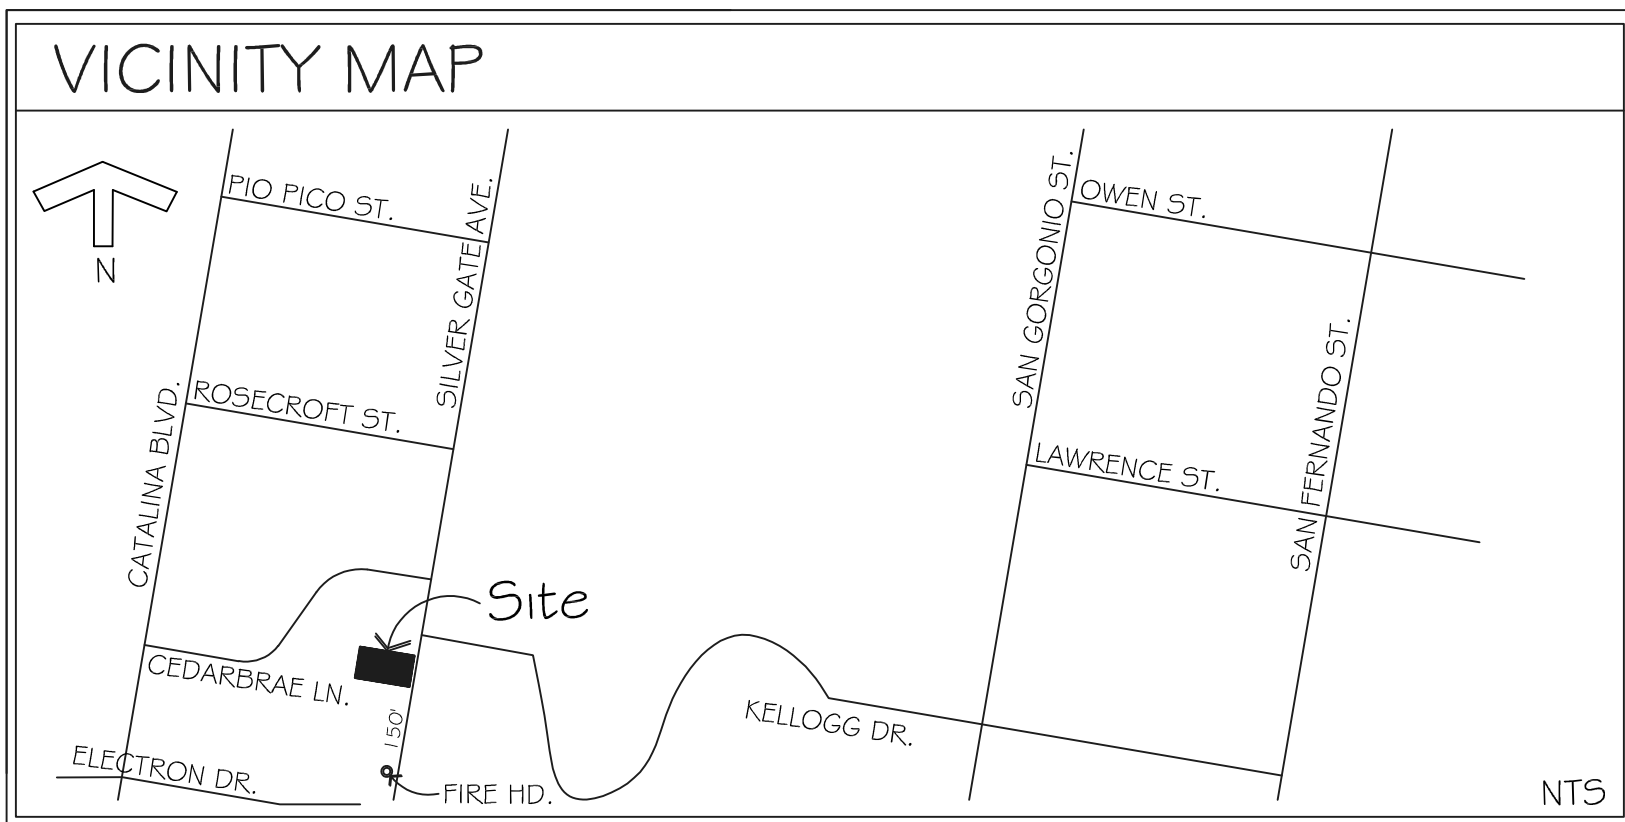 VICINITY MAP
N
PIO PICO ST.
SILVER GATE AVE.
SAN GORGONIO ST.
OWEN ST.
CATALINA BLVD.
ROSECROFT ST.
SAN FERNANDO ST.
LAWRENCE ST.
Site
CEDARBRAE LN.
150'
KELLOGG DR.
ELECTRON DR.
FIRE HD.
NTS